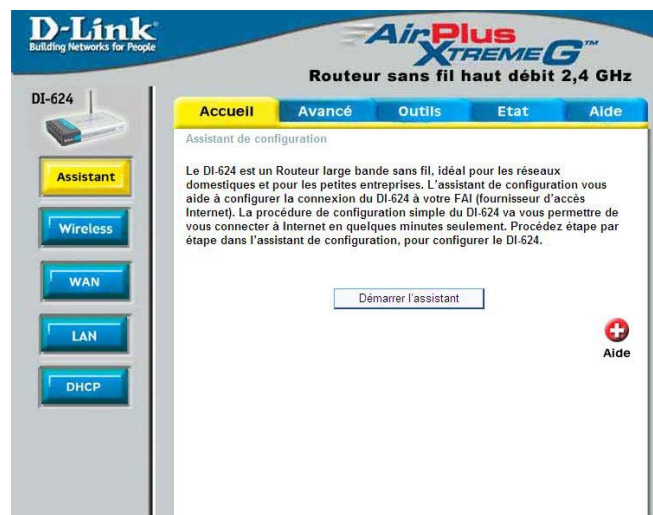 D-Link
Building Networks for People
AirPlus
XTREME G™
Routeur sans fil haut débit 2,4 GHz
DI-624
Accueil
Avancé
Outils
Etat
Aide
Assistant
Wireless
WAN
LAN
DHCP
Assistant de configuration
Le DI-624 est un Routeur large bande sans fil, idéal pour les réseaux
domestiques et pour les petites entreprises. L'assistant de configuration vous
aide à configurer la connexion du DI-624 à votre FAI (fournisseur d'accès
Internet). La procédure de configuration simple du DI-624 va vous permettre de
vous connecter à Internet en quelques minutes seulement. Procédez étape par
étape dans l'assistant de configuration, pour configurer le DI-624.
Démarrer l'assistant
Aide